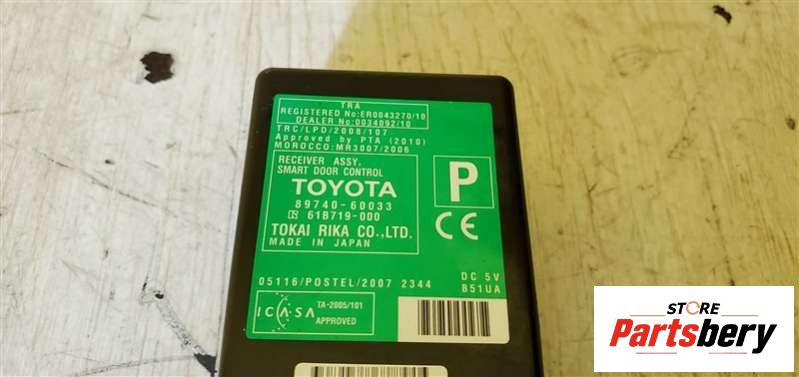 TRA
REGISTERED No:ER0043270/10
DEALER No:0034092/10
TRC/LPD/2008/107
Approved by PTA (2010)
MOROCCO:MR3007/2006
RECEIVER ASSY.
SMART DOOR CONTROL
TOYOTA
89740-60033
61B719-000
TOKAI RIKA CO.,LTD.
MADE IN JAPAN
P
CE
05116/POSTEL/2007 2344
DC 5V
B51UA
ICASA
TA-2005/101
APPROVED
STORE
Partsbery